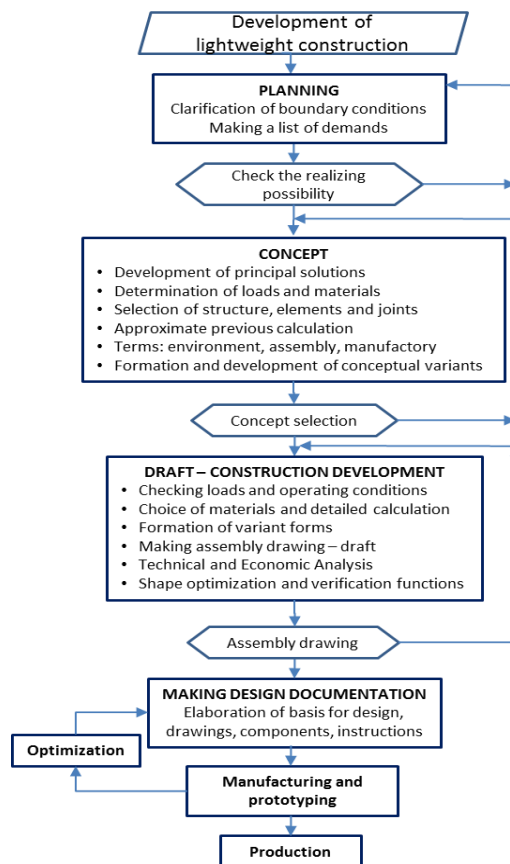 Development of
lightweight construction
PLANNING
Clarification of boundary conditions
Making a list of demands
Check the realizing
possibility
CONCEPT
• Development of principal solutions
• Determination of loads and materials
• Selection of structure, elements and joints
• Approximate previous calculation
• Terms: environment, assembly, manufactory
• Formation and development of conceptual variants
Concept selection
DRAFT – CONSTRUCTION DEVELOPMENT
• Checking loads and operating conditions
• Choice of materials and detailed calculation
• Formation of variant forms
• Making assembly drawing – draft
• Technical and Economic Analysis
• Shape optimization and verification functions
Assembly drawing
MAKING DESIGN DOCUMENTATION
Elaboration of basis for design,
drawings, components, instructions
Optimization
Manufacturing and
prototyping
Production